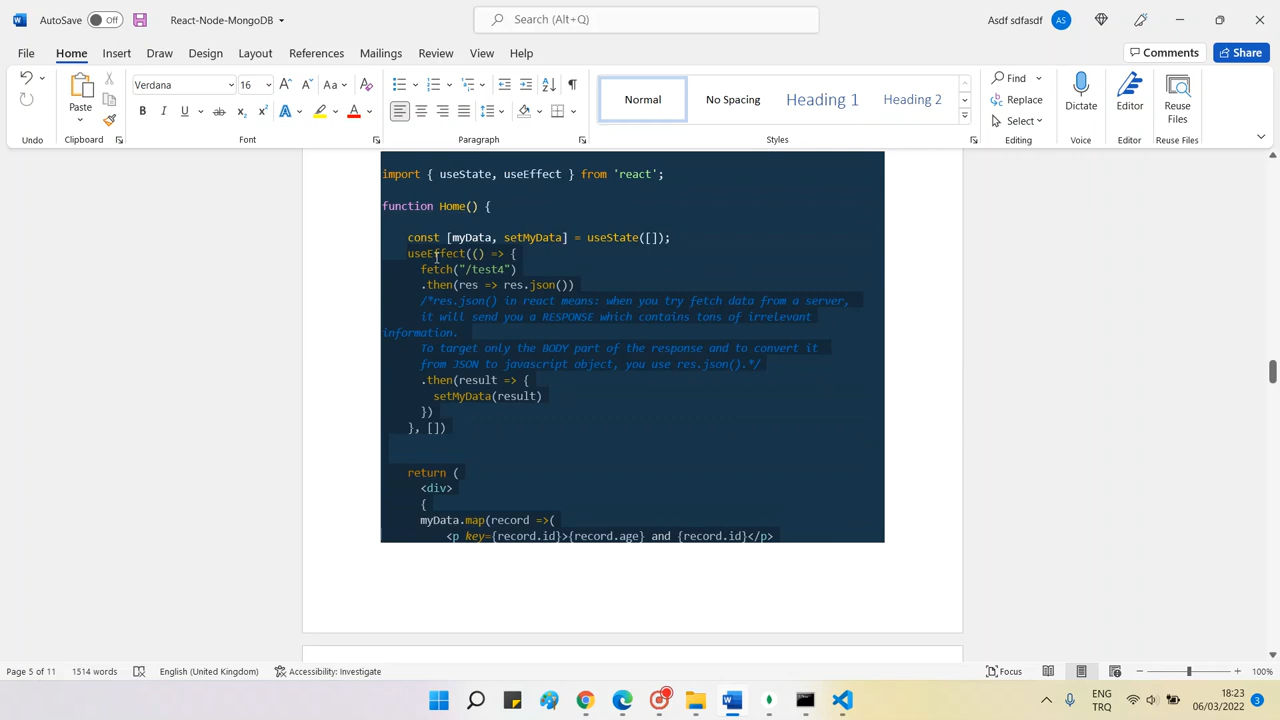 AutoSave Off React-Node-MongoDB Search (Alt+Q) Asdf sdfasdf AS
File Home Insert Draw Design Layout References Mailings Review View Help Comments Share
Verdana 16 Aa Normal No Spacing Heading 1 Heading 2 Find Replace Select
Paste Dictate Editor Reuse Files
Undo Clipboard Font Paragraph Styles Editing Voice Editor Reuse Files
import { useState, useEffect } from 'react';
function Home() {
const [myData, setMyData] = useState([]);
useEffect(() => {
fetch("/test4")
.then(res => res.json())
/*res.json() in react means: when you try fetch data from a server,
it will send you a RESPONSE which contains tons of irrelevant
information.
To target only the BODY part of the response and to convert it
from JSON to javascript object, you use res.json().*/
.then(result => {
setMyData(result)
})
}, [])
return (
<div>
{
myData.map(record =>(
<p key={record.id}>{record.age} and {record.id}</p>
Page 5 of 11 1514 words English (United Kingdom) Accessibility: Investigate Focus 100%
ENG 18:23
TRQ 06/03/2022 3